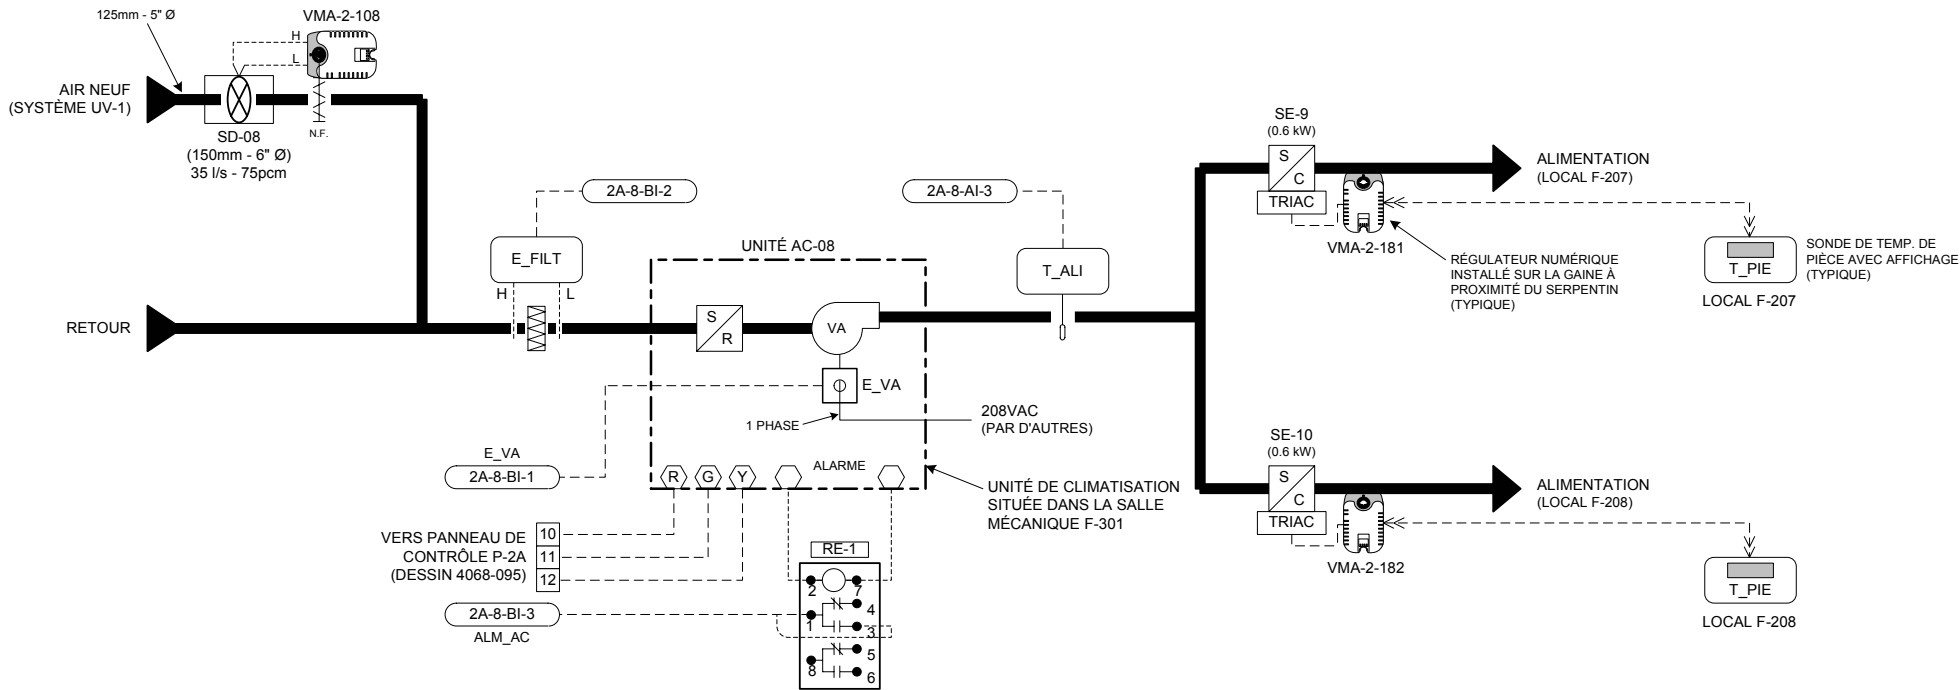 125mm - 5" Ø
VMA-2-108
H
L
AIR NEUF
(SYSTÈME UV-1)
SD-08
(150mm - 6" Ø)
35 l/s - 75pcm
N.F.
2A-8-BI-2
2A-8-AI-3
E_FILT
H
L
UNITÉ AC-08
T_ALI
RETOUR
S
R
VA
E_VA
1 PHASE
208VAC
(PAR D'AUTRES)
E_VA
2A-8-BI-1
R
G
Y
ALARME
UNITÉ DE CLIMATISATION
SITUÉE DANS LA SALLE
MÉCANIQUE F-301
VERS PANNEAU DE
CONTRÔLE P-2A
(DESSIN 4068-095)
10
11
12
2A-8-BI-3
ALM_AC
RE-1
2
7
4
1
3
5
8
6
SE-9
(0.6 kW)
S
C
TRIAC
ALIMENTATION
(LOCAL F-207)
VMA-2-181
RÉGULATEUR NUMÉRIQUE
INSTALLÉ SUR LA GAINE À
PROXIMITÉ DU SERPENTIN
(TYPIQUE)
T_PIE
LOCAL F-207
SONDE DE TEMP. DE
PIÈCE AVEC AFFICHAGE
(TYPIQUE)
SE-10
(0.6 kW)
S
C
TRIAC
ALIMENTATION
(LOCAL F-208)
VMA-2-182
T_PIE
LOCAL F-208